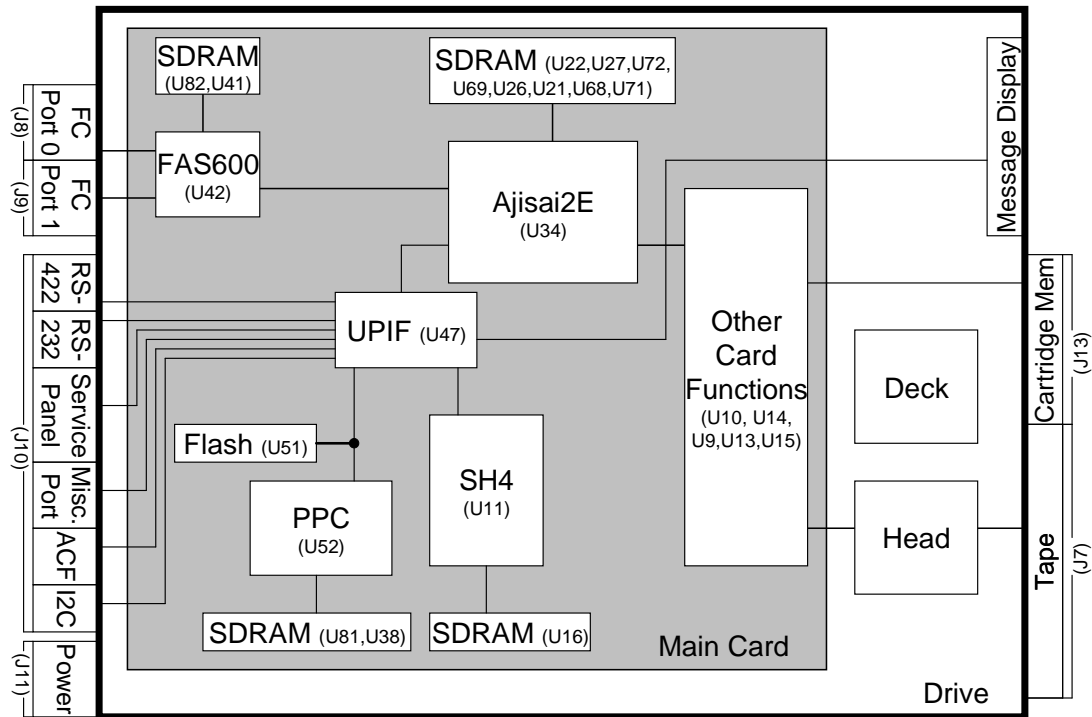 SDRAM
(U82,U41)
SDRAM (U22,U27,U72,
U69,U26,U21,U68,U71)
FC
Port 0
(J8)
FC
Port 1
(J9)
FAS600
(U42)
Ajisai2E
(U34)
Message Display
RS-
422
RS-
232
Service
Panel
Misc.
Port
ACF
I2C
(J10)
Power
(J11)
UPIF (U47)
Flash (U51)
PPC
(U52)
SH4
(U11)
SDRAM (U81,U38)
SDRAM (U16)
Other
Card
Functions
(U10, U14,
U9,U13,U15)
Deck
Head
Cartridge Mem
(J13)
Tape
(J7)
Main Card
Drive